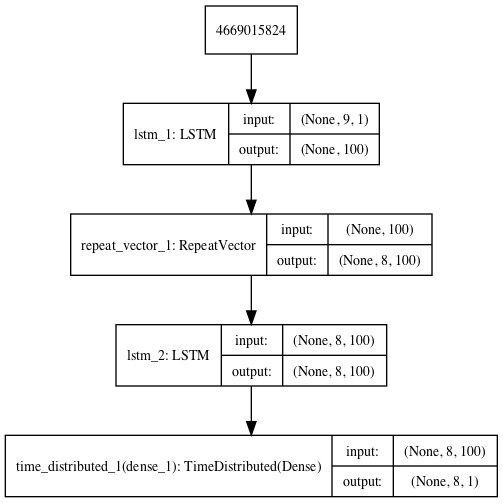 4669015824
lstm_1: LSTM
input:
(None, 9, 1)
output:
(None, 100)
repeat_vector_1: RepeatVector
input:
(None, 100)
output:
(None, 8, 100)
lstm_2: LSTM
input:
(None, 8, 100)
output:
(None, 8, 100)
time_distributed_1(dense_1): TimeDistributed(Dense)
input:
(None, 8, 100)
output:
(None, 8, 1)